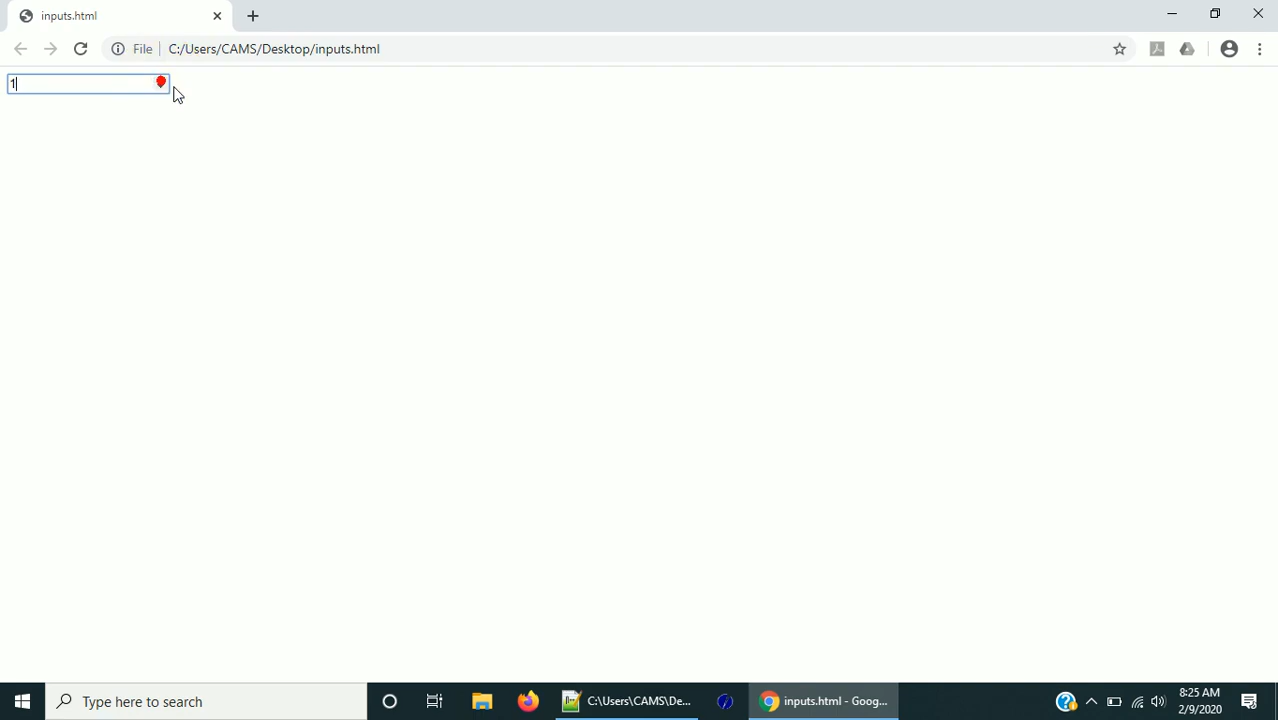 inputs.html
File
C:/Users/CAMS/Desktop/inputs.html
1
Type here to search
C:\Users\CAMS\De...
inputs.html - Goog...
8:25 AM
2/9/2020